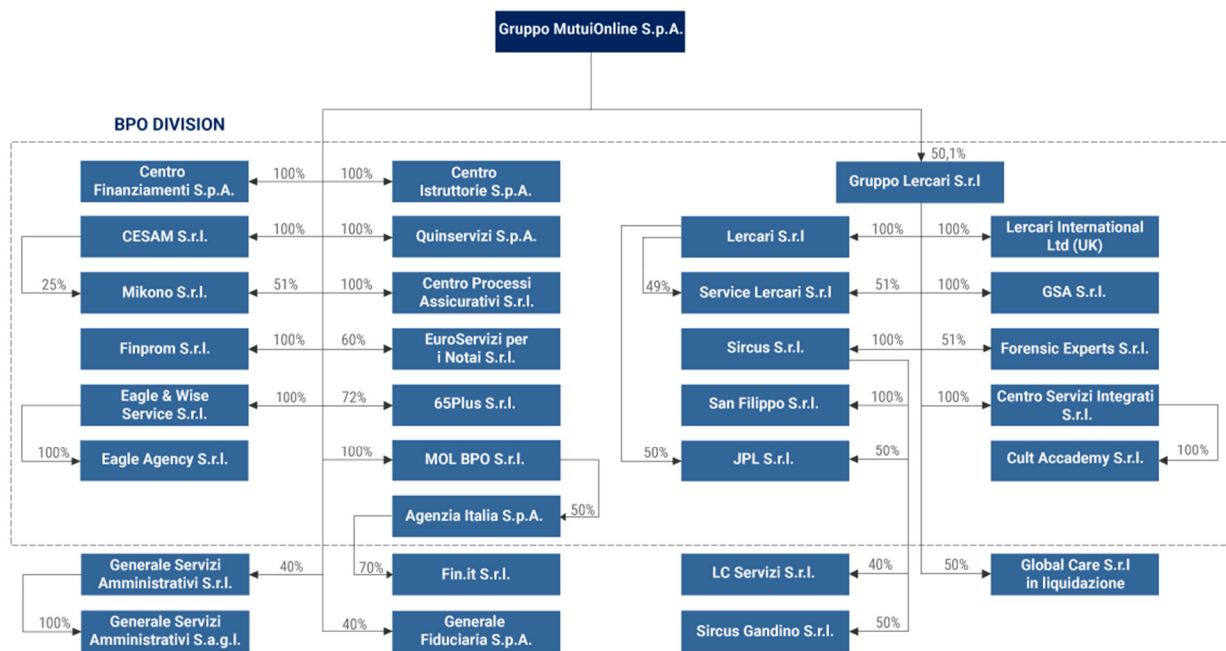 Gruppo MutuiOnline S.p.A.
BPO DIVISION
50,1%
Centro
Finanziamenti S.p.A.
100%
100%
Centro
Istruttorie S.p.A.
Gruppo Lercari S.r.l
CESAM S.r.l.
100%
100%
Quinservizi S.p.A.
Lercari S.r.l
100%
100%
Lercari International
Ltd (UK)
25%
Mikono S.r.l.
51%
100%
Centro Processi
Assicurativi S.r.l.
49%
Service Lercari S.r.l
51%
100%
GSA S.r.l.
Finprom S.r.l.
100%
60%
EuroServizi per
i Notai S.r.l.
Sircus S.r.l.
100%
51%
Forensic Experts S.r.l.
Eagle & Wise
Service S.r.l.
100%
72%
65Plus S.r.l.
San Filippo S.r.l.
100%
100%
Centro Servizi Integrati
S.r.l.
100%
Eagle Agency S.r.l.
100%
MOL BPO S.r.l.
50%
JPL S.r.l.
50%
Cult Accademy S.r.l.
100%
Agenzia Italia S.p.A.
50%
Generale Servizi
Amministrativi S.r.l.
40%
70%
Fin.it S.r.l.
LC Servizi S.r.l.
40%
50%
Global Care S.r.l
in liquidazione
100%
Generale Servizi
Amministrativi S.a.g.l.
40%
Generale
Fiduciaria S.p.A.
Sircus Gandino S.r.l.
50%